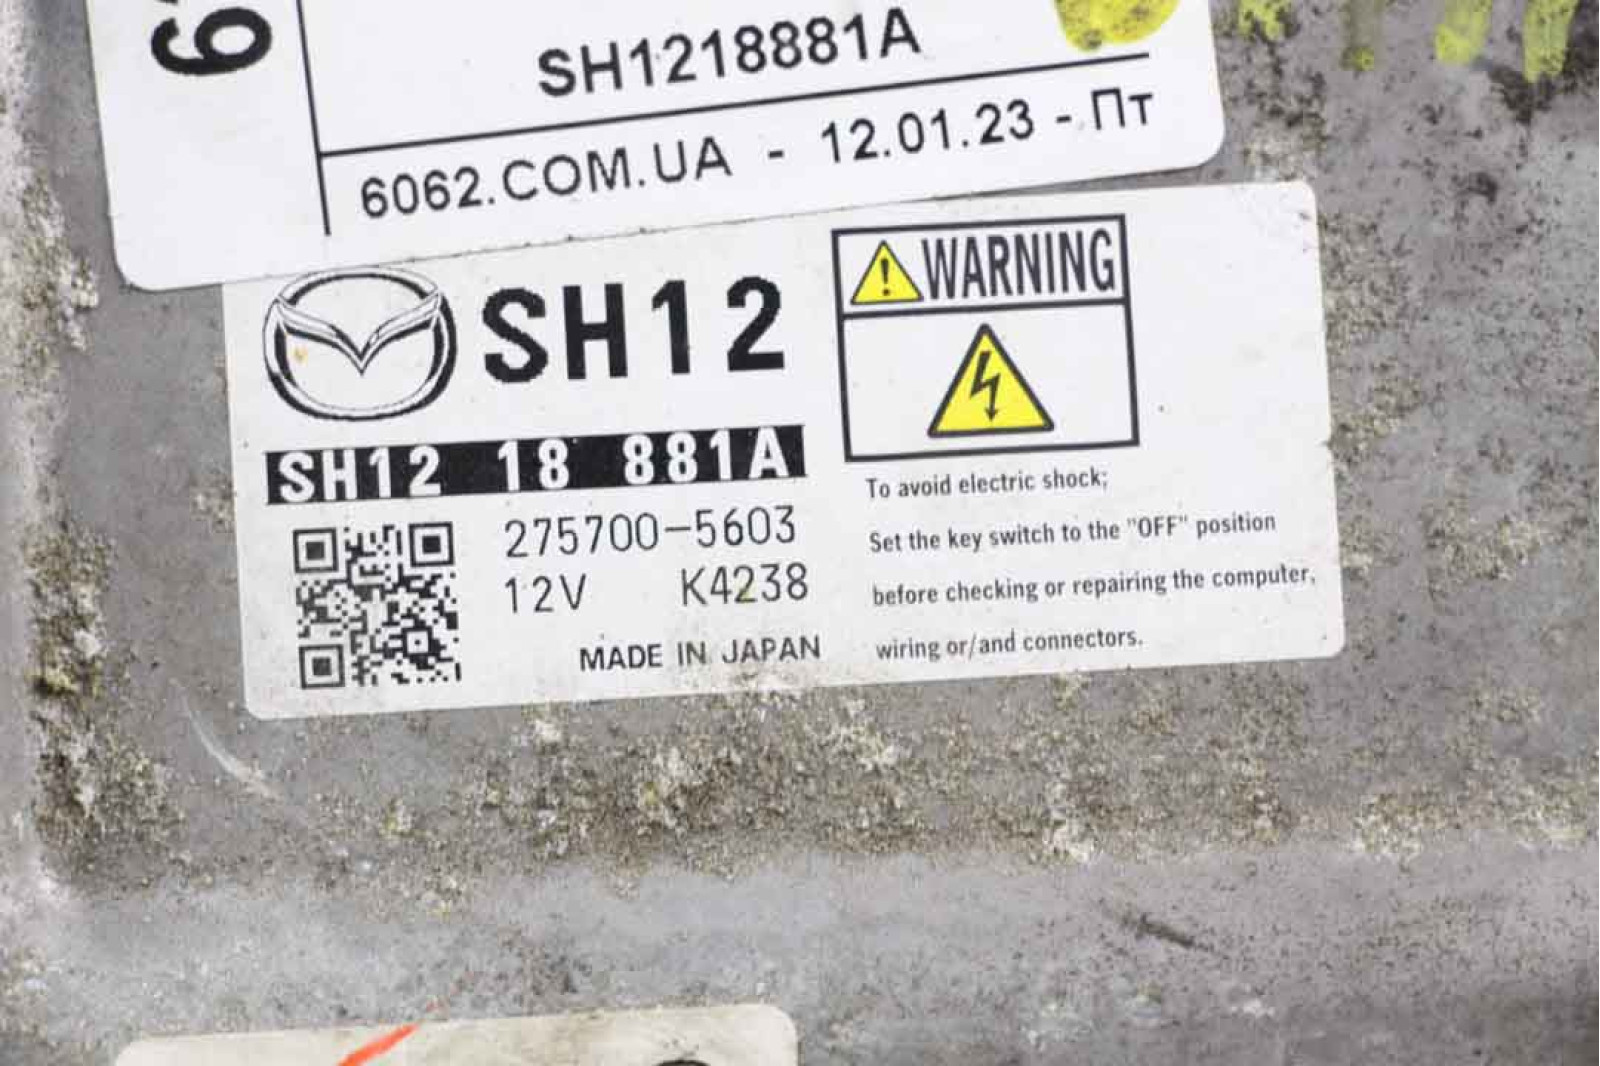 SH1218881A
6062.COM.UA - 12.01.23 - Пт
SH12
SH12 18 881A
275700-5603
12V K4238
MADE IN JAPAN
WARNING
To avoid electric shock;
Set the key switch to the "OFF" position
before checking or repairing the computer,
wiring or/and connectors.